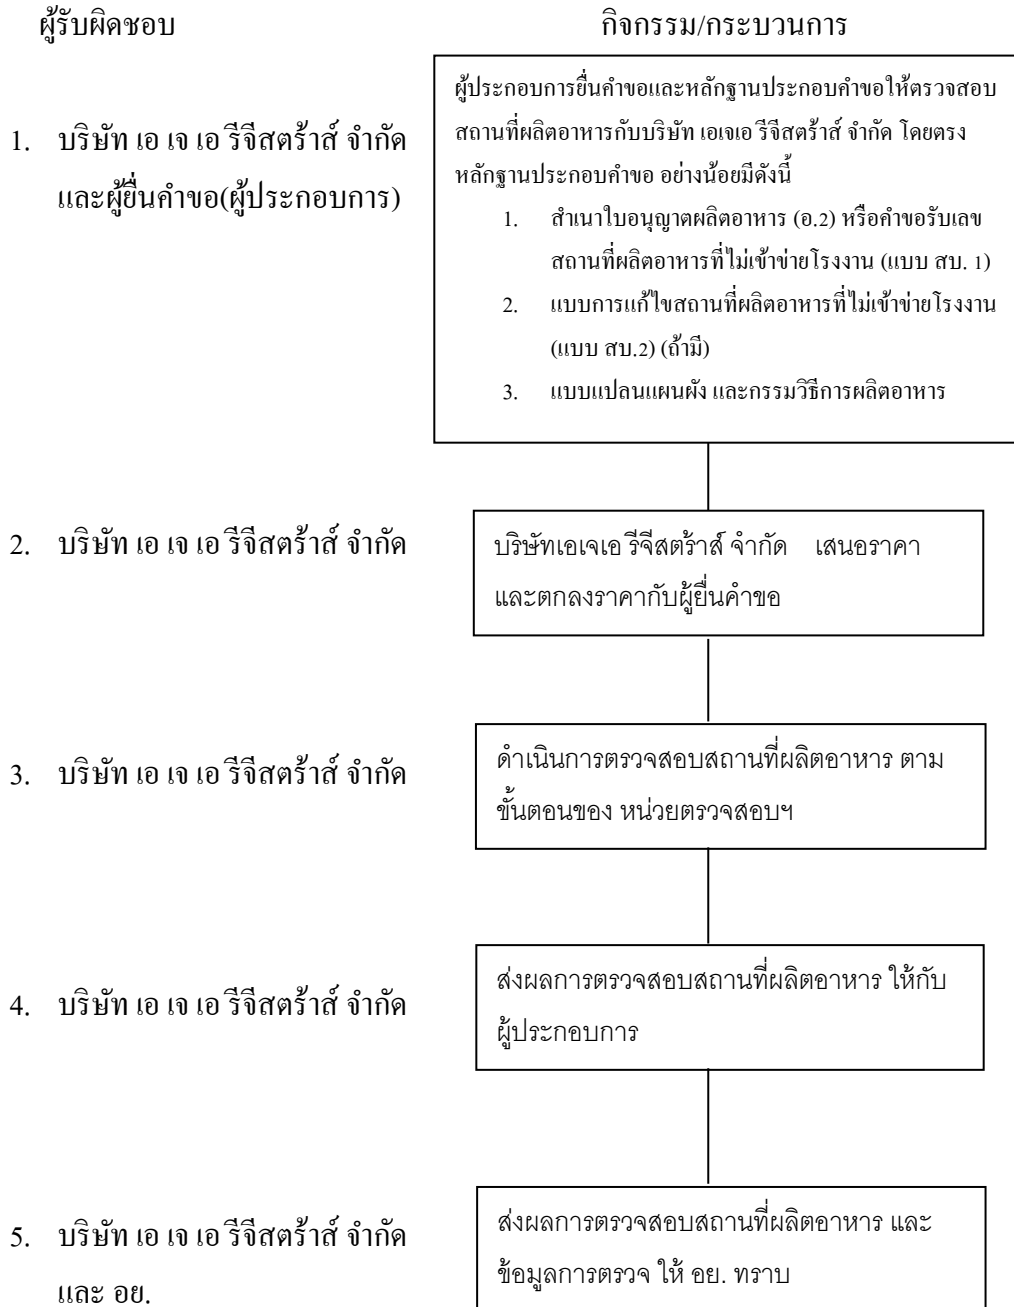 ผู้รับผิดชอบ
กิจกรรม/กระบวนการ
1. บริษัท เอ เจ เอ รีจีสตร้าส์ จำกัด
และผู้ยื่นคำขอ(ผู้ประกอบการ)
ผู้ประกอบการยื่นคำขอและหลักฐานประกอบคำขอให้ตรวจสอบ
สถานที่ผลิตอาหารกับบริษัท เอเจเอ รีจีสตร้าส์ จำกัด โดยตรง
หลักฐานประกอบคำขอ อย่างน้อยมีดังนี้
1. สำเนาใบอนุญาตผลิตอาหาร (อ.2) หรือคำขอรับเลข
สถานที่ผลิตอาหารที่ไม่เข้าข่ายโรงงาน (แบบ สบ. 1)
2. แบบการแก้ไขสถานที่ผลิตอาหารที่ไม่เข้าข่ายโรงงาน
(แบบ สบ.2) (ถ้ามี)
3. แบบแปลนแผนผัง และกรรมวิธีการผลิตอาหาร
2. บริษัท เอ เจ เอ รีจีสตร้าส์ จำกัด
บริษัทเอเจเอ รีจีสตร้าส์ จำกัด เสนอราคา
และตกลงราคากับผู้ยื่นคำขอ
3. บริษัท เอ เจ เอ รีจีสตร้าส์ จำกัด
ดำเนินการตรวจสอบสถานที่ผลิตอาหาร ตาม
ขั้นตอนของ หน่วยตรวจสอบฯ
4. บริษัท เอ เจ เอ รีจีสตร้าส์ จำกัด
ส่งผลการตรวจสอบสถานที่ผลิตอาหาร ให้กับ
ผู้ประกอบการ
5. บริษัท เอ เจ เอ รีจีสตร้าส์ จำกัด
และ อย.
ส่งผลการตรวจสอบสถานที่ผลิตอาหาร และ
ข้อมูลการตรวจ ให้ อย. ทราบ